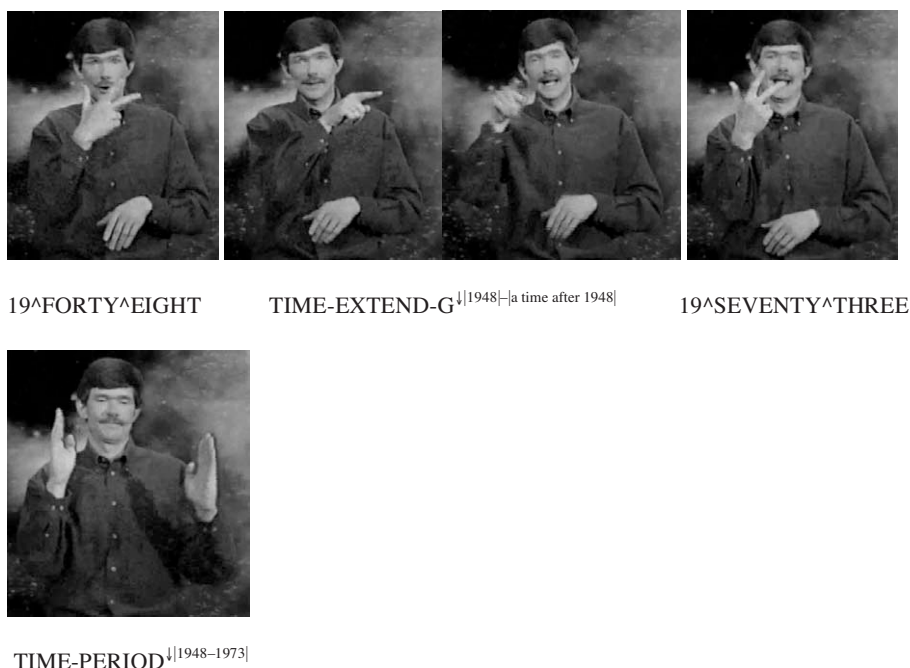 19^FORTY^EIGHT TIME-EXTEND-G↓|1948|–|a time after 1948| 19^SEVENTY^THREE
TIME-PERIOD↓|1948–1973|